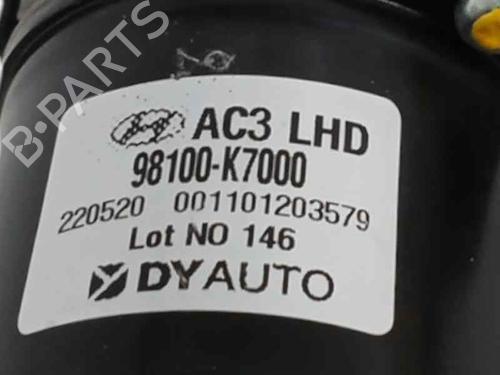 B-PARTS
AC3 LHD
98100-K7000
220520 001101203579
Lot NO 146
DYAUTO